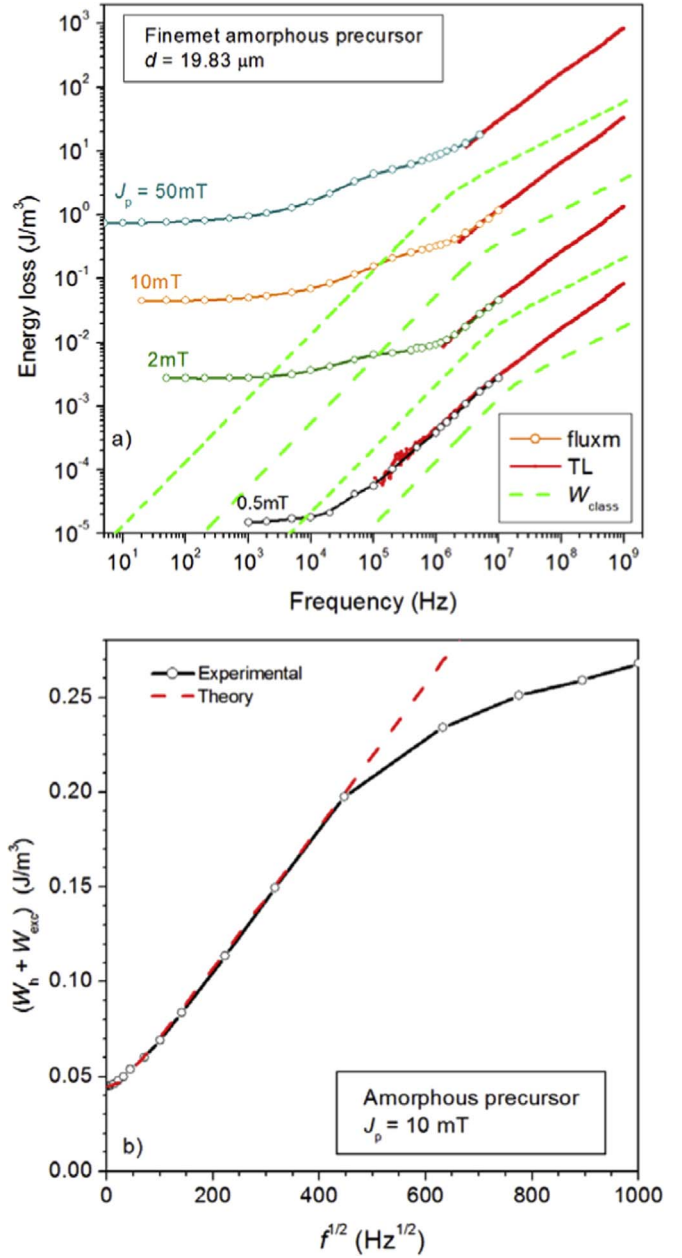 Finemet amorphous precursor
d = 19.83 μm
Energy loss (J/m³)
10³
10²
10¹
10⁰
10⁻¹
10⁻²
10⁻³
10⁻⁴
10⁻⁵
Jₚ = 50mT
10mT
2mT
0.5mT
a)
fluxm
TL
W_class
10¹ 10² 10³ 10⁴ 10⁵ 10⁶ 10⁷ 10⁸ 10⁹
Frequency (Hz)
Experimental
Theory
(W_h + W_exc) (J/m³)
0.25
0.20
0.15
0.10
0.05
0.00
b)
Amorphous precursor
Jₚ = 10 mT
0 200 400 600 800 1000
f^1/2 (Hz^1/2)